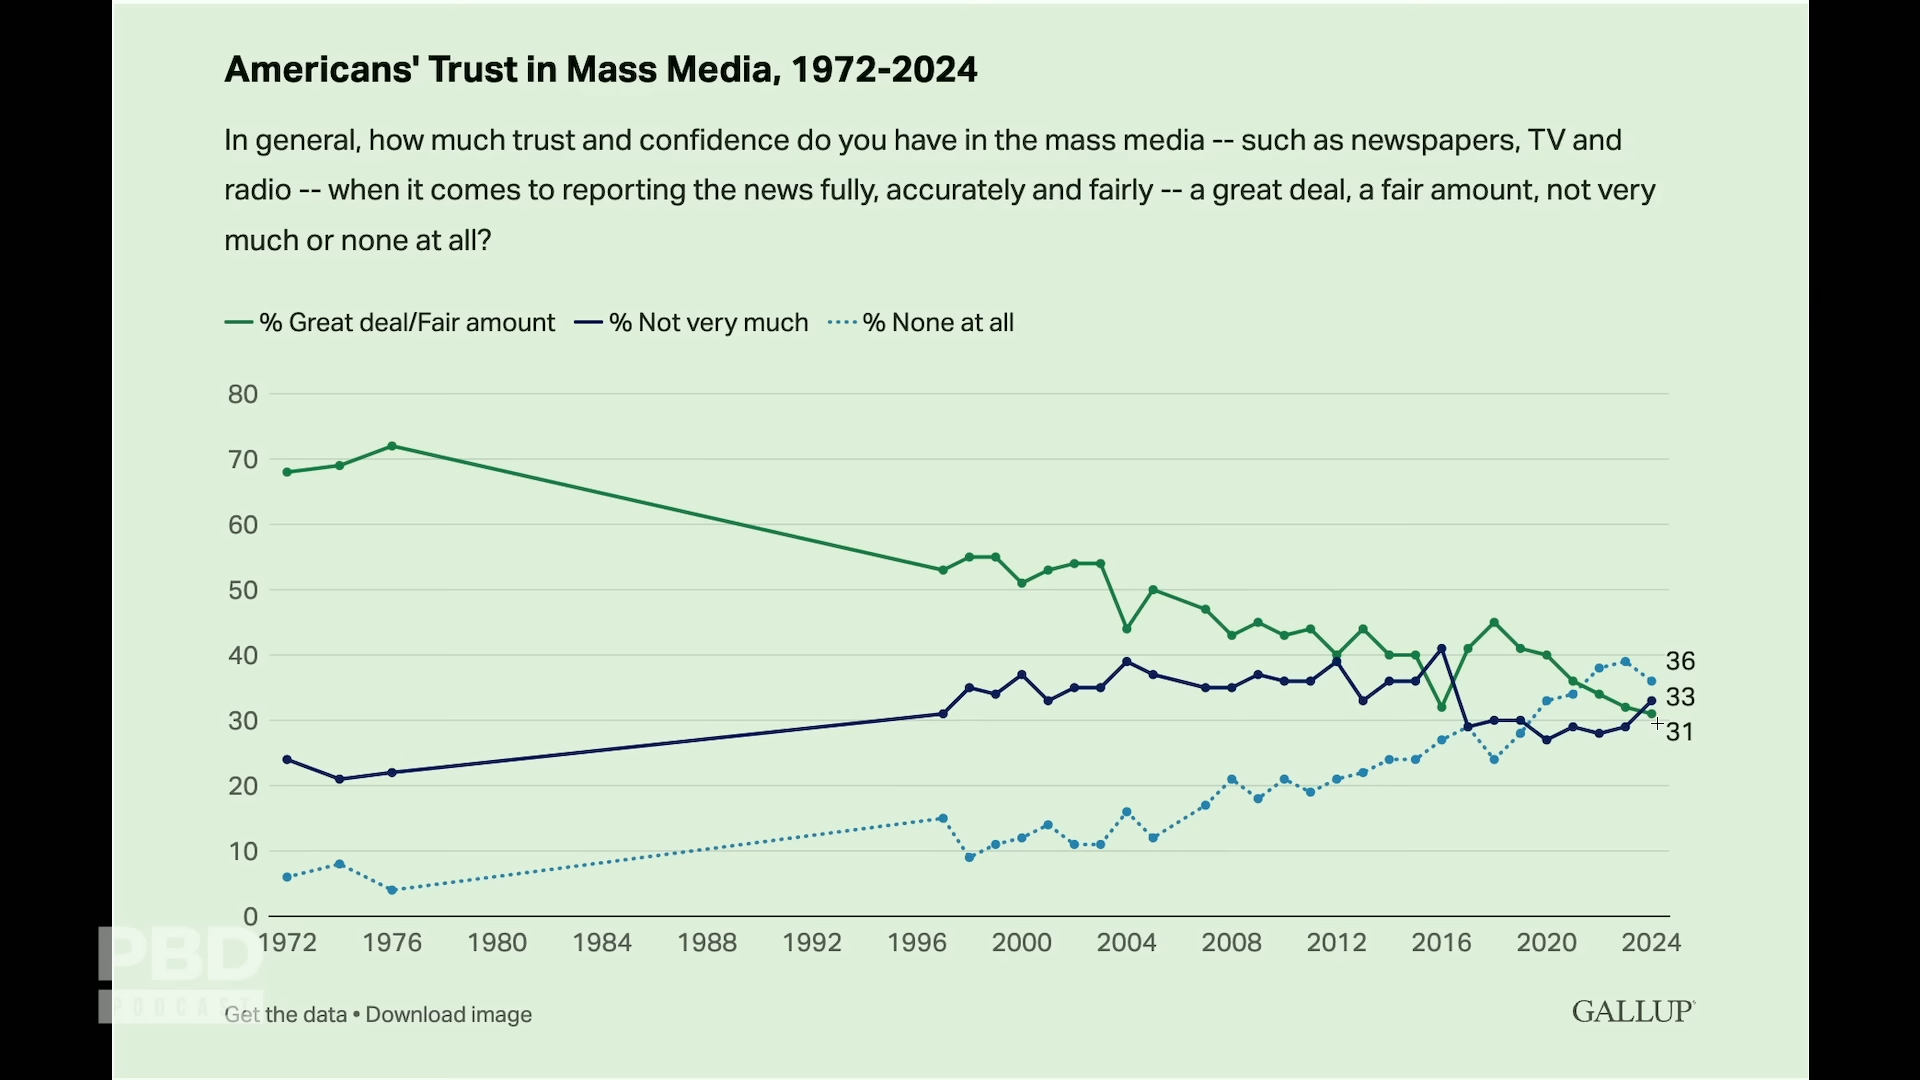 Americans' Trust in Mass Media, 1972-2024
In general, how much trust and confidence do you have in the mass media -- such as newspapers, TV and
radio -- when it comes to reporting the news fully, accurately and fairly -- a great deal, a fair amount, not very
much or none at all?
% Great deal/Fair amount % Not very much % None at all
80
70
60
50
40
30
20
10
0
36
33
31
1972 1976 1980 1984 1988 1992 1996 2000 2004 2008 2012 2016 2020 2024
PBD
PODCAST
Get the data • Download image
GALLUP